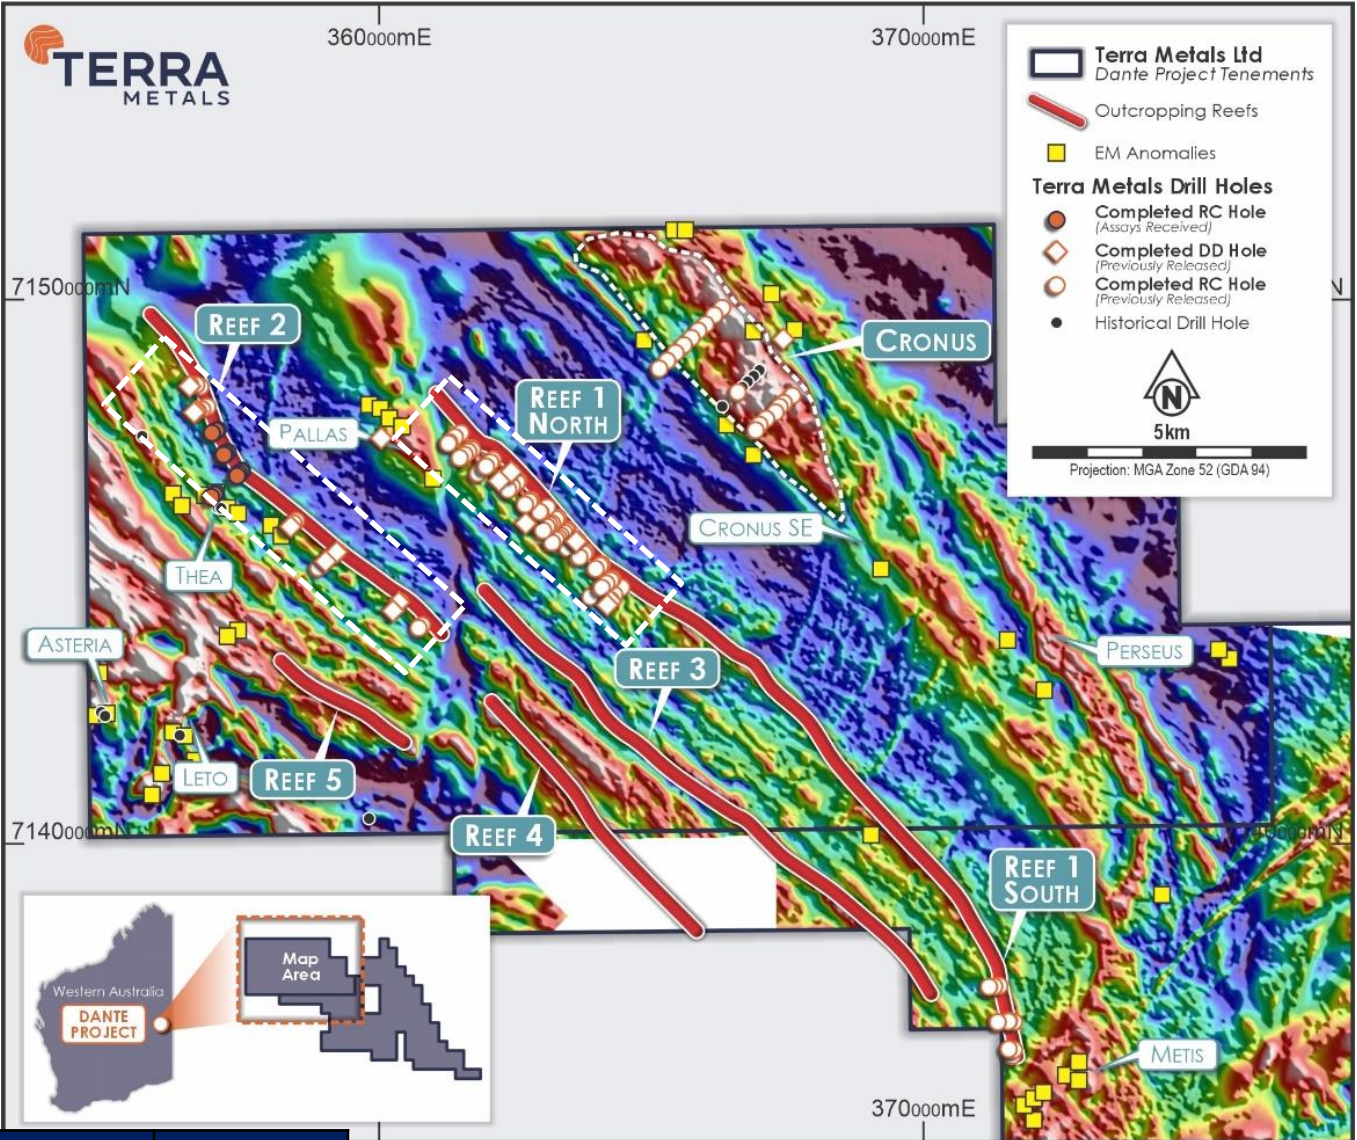 TERRA
METALS
360000mE
370000mE
Terra Metals Ltd
Dante Project Tenements
Outcropping Reefs
EM Anomalies
Terra Metals Drill Holes
Completed RC Hole
(Assays Received)
Completed DD Hole
(Previously Released)
Completed RC Hole
(Previously Released)
Historical Drill Hole
N
5km
Projection: MGA Zone 52 (GDA 94)
7150000mN
N
REEF 2
CRONUS
REEF 1
NORTH
PALLAS
CRONUS SE
THEA
ASTERIA
PERSEUS
REEF 3
LETO
REEF 5
REEF 4
7140000mN
40000mN
REEF 1
SOUTH
Map
Area
Western Australia
DANTE
PROJECT
METIS
370000mE